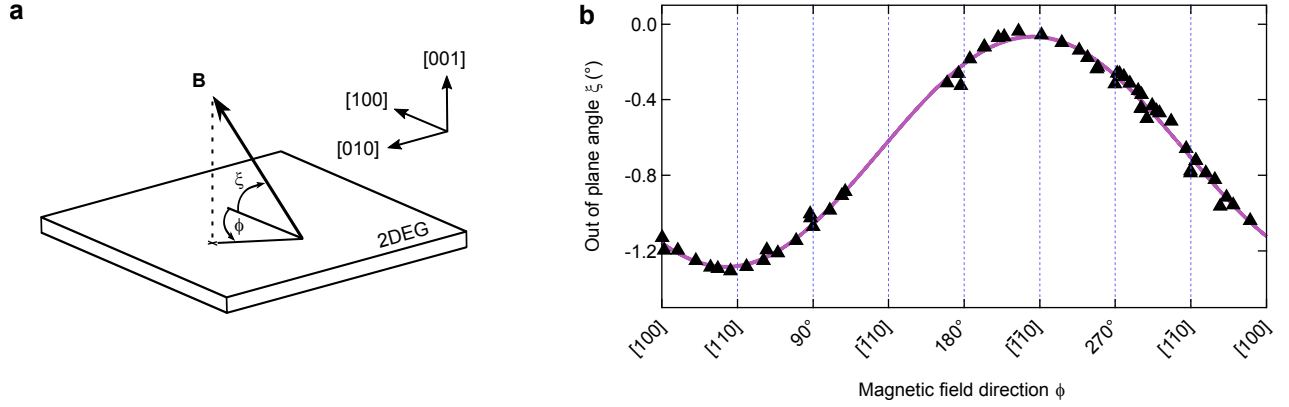 a
B
[001]
[100]
[010]
ξ
ϕ
2DEG
b
Out of plane angle ξ (°)
0.0
-0.4
-0.8
-1.2
[100]
[110]
90°
[1̄10]
180°
[1̄1̄0]
270°
[11̄0]
[100]
Magnetic field direction ϕ